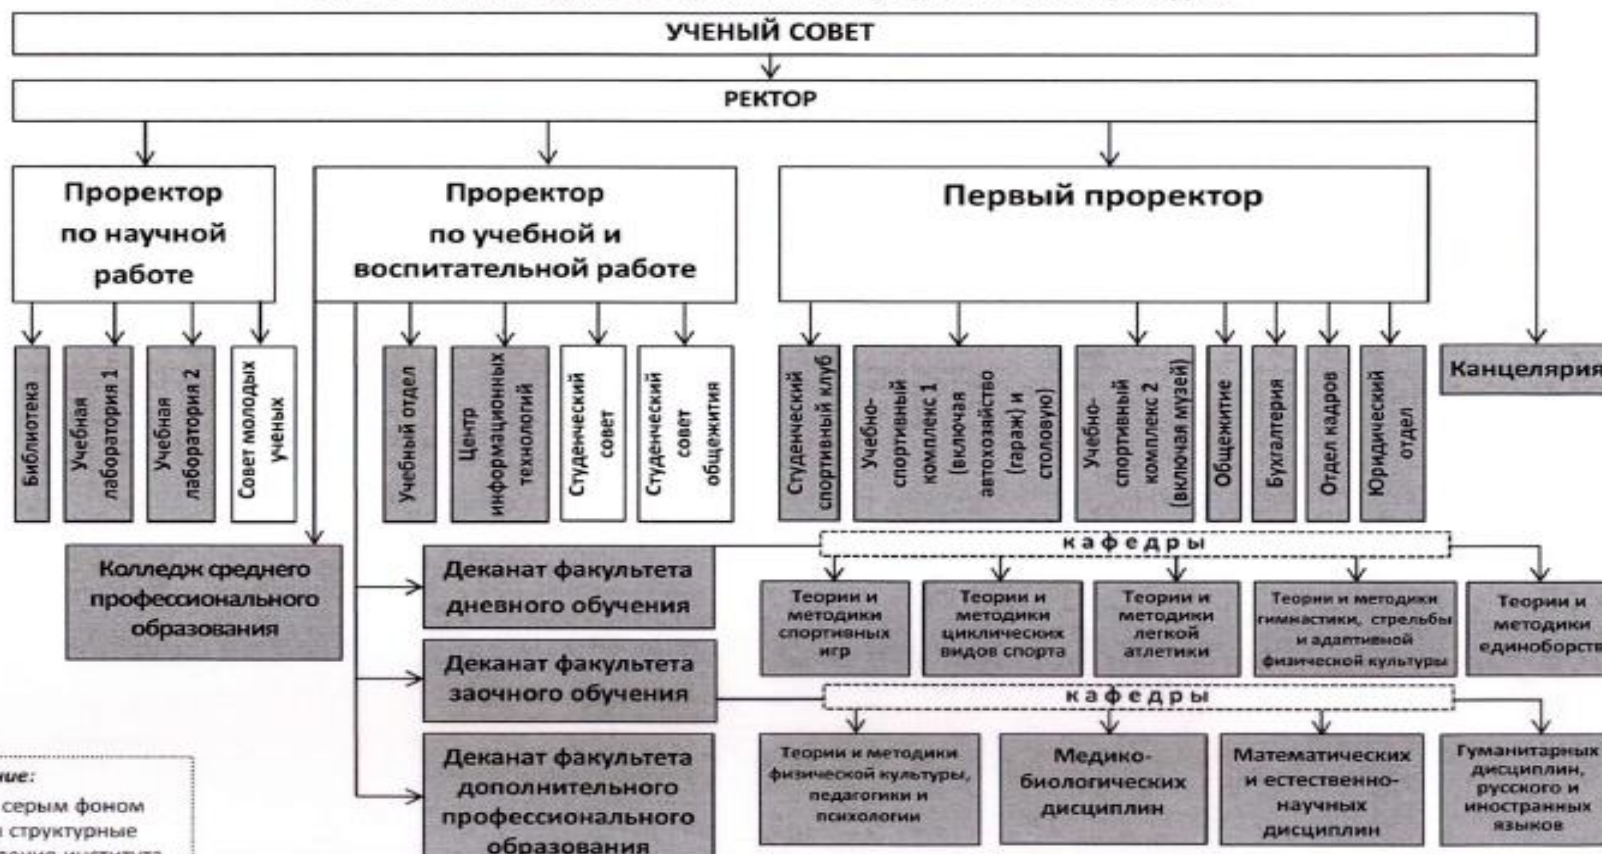 УЧЕНЫЙ СОВЕТ
РЕКТОР
Проректор
по научной
работе
Проректор
по учебной и
воспитательной работе
Первый проректор
Библиотека
Учебная
лаборатория 1
Учебная
лаборатория 2
Совет молодых
ученых
Учебный отдел
Центр
информационных
технологий
Студенческий
совет
Студенческий
совет
общежития
Студенческий
спортивный клуб
Учебно-
спортивный
комплекс 1
(включая
автохозяйство
(гараж) и
столовую)
Учебно-
спортивный
комплекс 2
(включая музей)
Общежитие
Бухгалтерия
Отдел кадров
Юридический
отдел
Канцелярия
Колледж среднего
профессионального
образования
Деканат факультета
дневного обучения
кафедры
Теории и
методики
спортивных
игр
Теории и
методики
циклических
видов спорта
Теории и
методики
легкой
атлетики
Теории и методики
гимнастики, стрельбы
и адаптивной
физической культуры
Теории и
методики
единоборств
Деканат факультета
заочного обучения
кафедры
Теории и методики
физической культуры,
педагогики и
психологии
Медико-
биологических
дисциплин
Математических
и естественно-
научных
дисциплин
Гуманитарных
дисциплин,
русского и
иностранных
языков
Деканат факультета
дополнительного
профессионального
образования
серым фоном
структурные
института